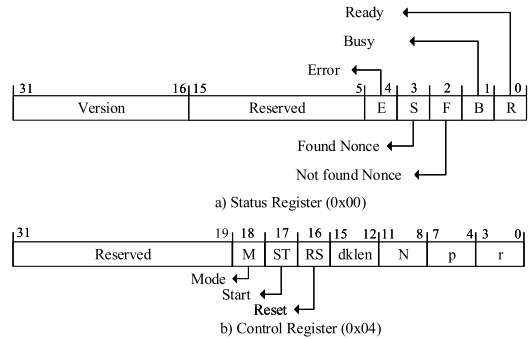 Ready
Busy
Error
31 16 15 5 4 3 2 1 0
Version Reserved E S F B R
Found Nonce
Not found Nonce
a) Status Register (0x00)
31 19 18 17 16 15 12 11 8 7 4 3 0
Reserved M ST RS dklen N p r
Mode
Start
Reset
b) Control Register (0x04)